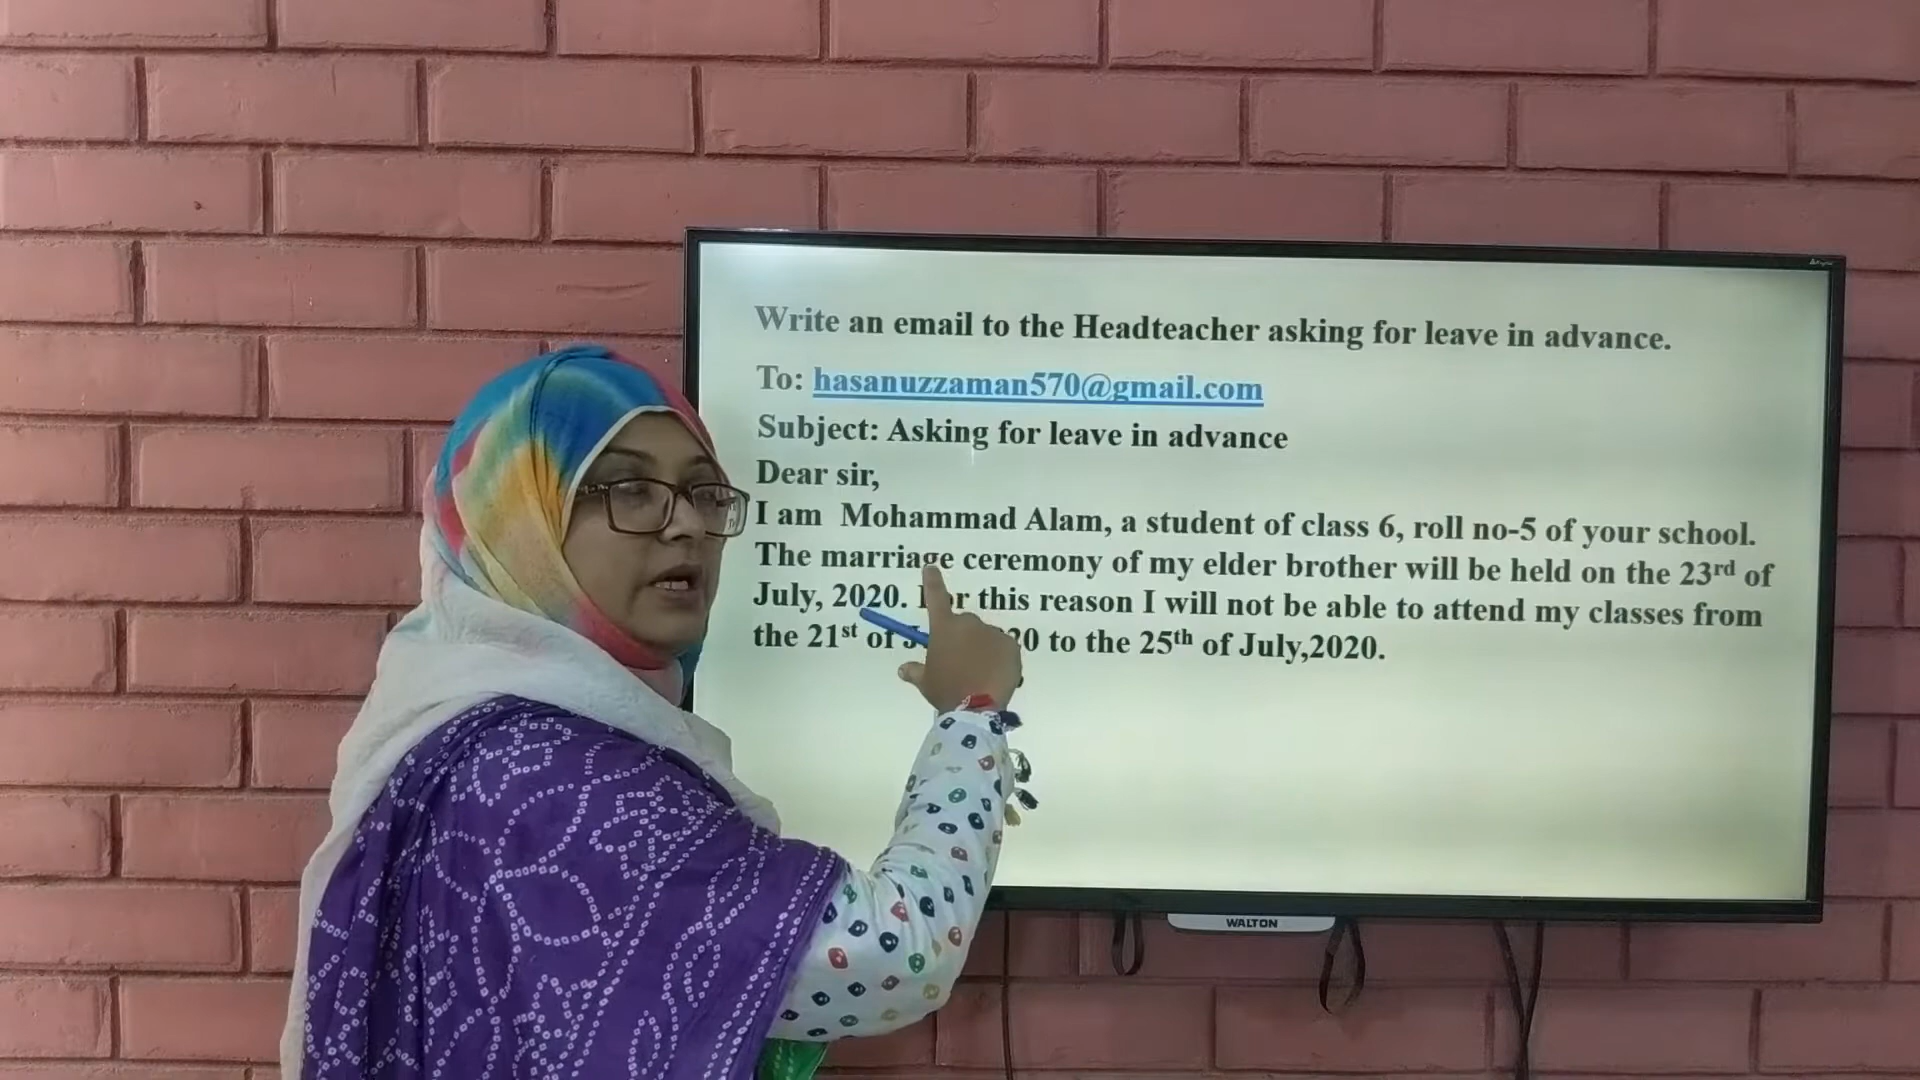 Write an email to the Headteacher asking for leave in advance.
To: hasanuzzaman570@gmail.com
Subject: Asking for leave in advance
Dear sir,
I am Mohammad Alam, a student of class 6, roll no-5 of your school.
The marriage ceremony of my elder brother will be held on the 23rd of
July, 2020. For this reason I will not be able to attend my classes from
the 21st of 20 to the 25th of July,2020.
WALTON